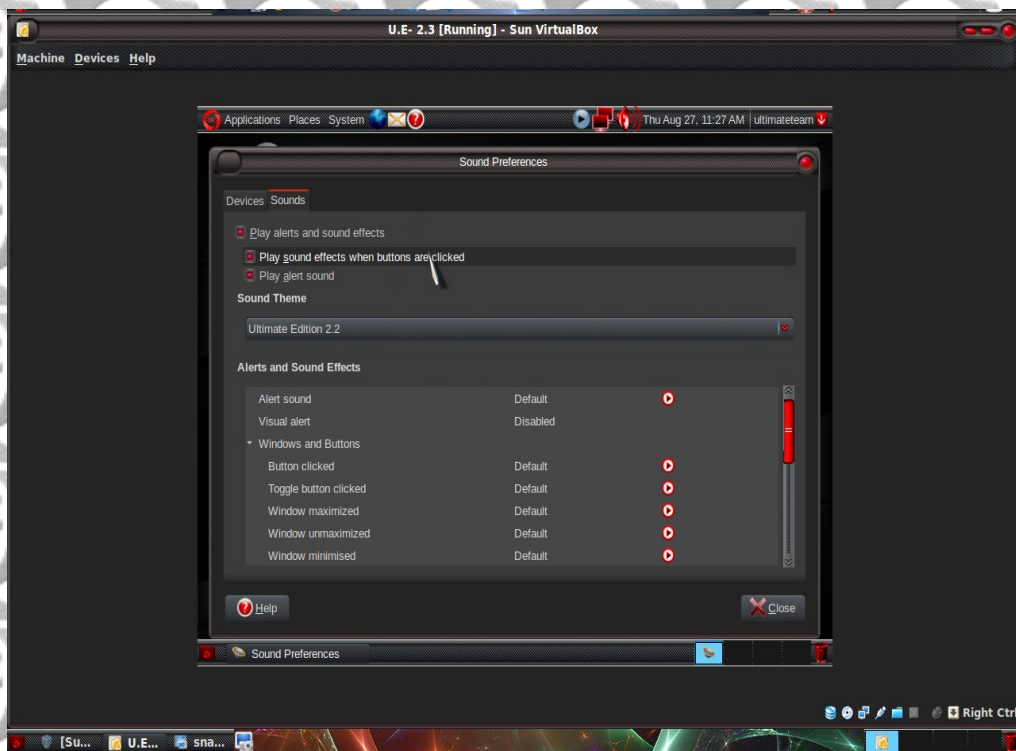 U.E- 2.3 [Running] - Sun VirtualBox
Machine Devices Help
Applications Places System Thu Aug 27, 11:27 AM ultimateteam
Sound Preferences
Devices Sounds
Play alerts and sound effects
Play sound effects when buttons are clicked
Play alert sound
Sound Theme
Ultimate Edition 2.2
Alerts and Sound Effects
Alert sound Default
Visual alert Disabled
Windows and Buttons
Button clicked Default
Toggle button clicked Default
Window maximized Default
Window unmaximized Default
Window minimised Default
Help Close
Sound Preferences
Right Ctrl
[Su... U.E... sna...